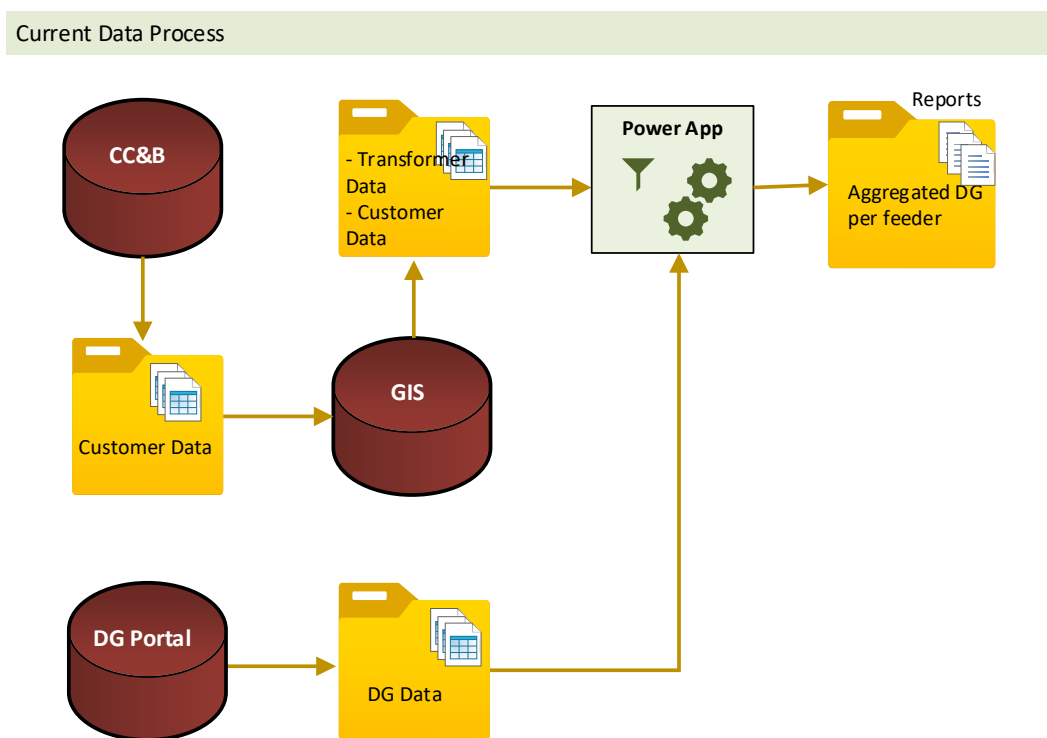 Current Data Process
CC&B
- Transformer
Data
- Customer
Data
Power App
Reports
Aggregated DG
per feeder
Customer Data
GIS
DG Portal
DG Data